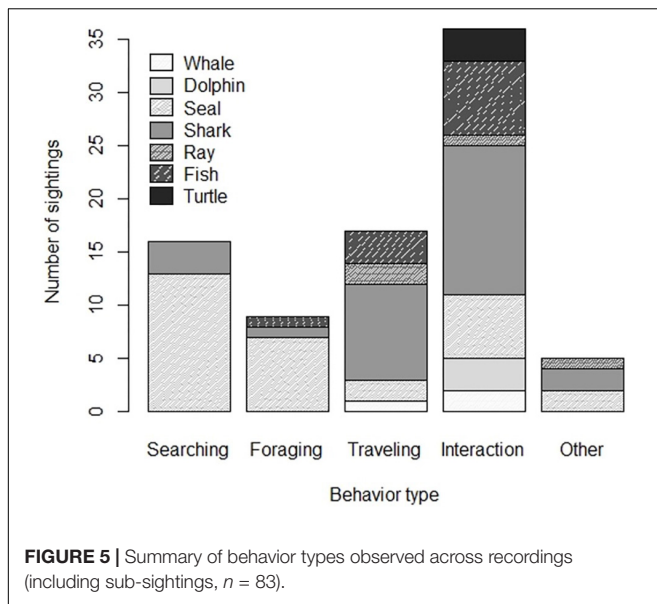 35
30
25
20
15
10
5
0
Number of sightings
Whale
Dolphin
Seal
Shark
Ray
Fish
Turtle
Searching Foraging Traveling Interaction Other
Behavior type
FIGURE 5 | Summary of behavior types observed across recordings
(including sub-sightings, n = 83).